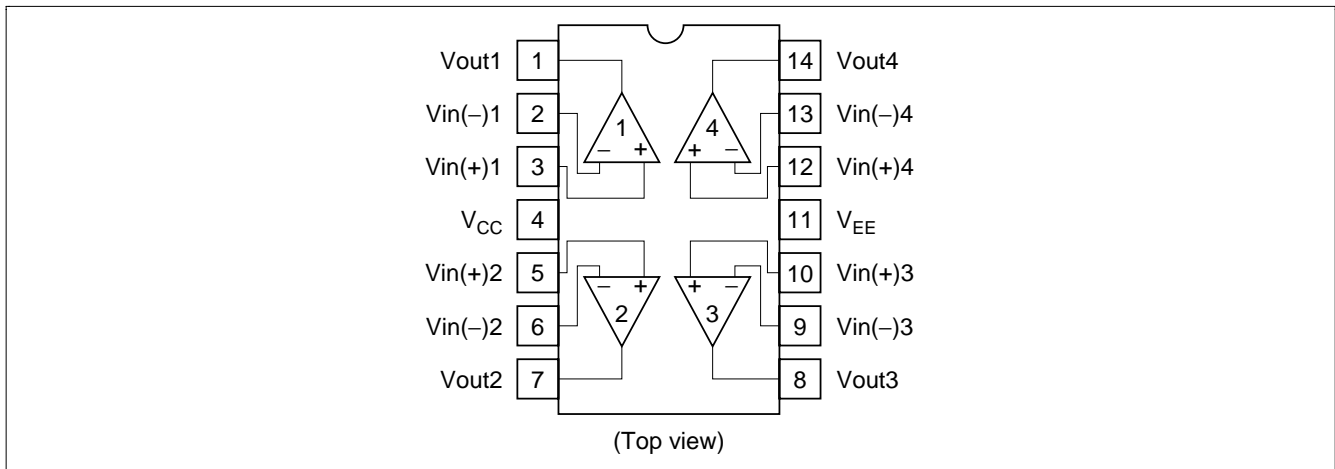 Vout1 1 14 Vout4
Vin(–)1 2 13 Vin(–)4
1 4
– + + –
Vin(+)1 3 12 Vin(+)4
VCC 4 11 VEE
Vin(+)2 5 10 Vin(+)3
– + + –
2 3
Vin(–)2 6 9 Vin(–)3
Vout2 7 8 Vout3
(Top view)